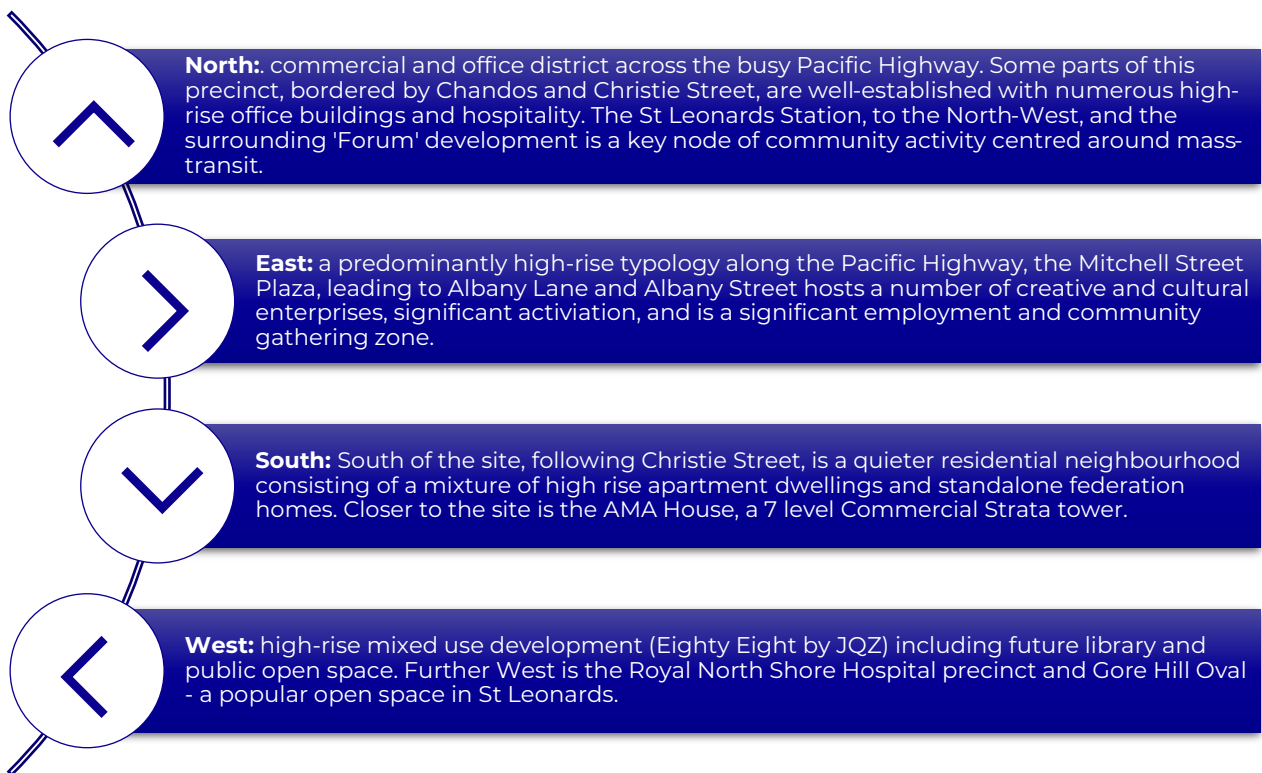 North:. commercial and office district across the busy Pacific Highway. Some parts of this
precinct, bordered by Chandos and Christie Street, are well-established with numerous high-
rise office buildings and hospitality. The St Leonards Station, to the North-West, and the
surrounding 'Forum' development is a key node of community activity centred around mass-
transit.
East: a predominantly high-rise typology along the Pacific Highway, the Mitchell Street
Plaza, leading to Albany Lane and Albany Street hosts a number of creative and cultural
enterprises, significant activiation, and is a significant employment and community
gathering zone.
South: South of the site, following Christie Street, is a quieter residential neighbourhood
consisting of a mixture of high rise apartment dwellings and standalone federation
homes. Closer to the site is the AMA House, a 7 level Commercial Strata tower.
West: high-rise mixed use development (Eighty Eight by JQZ) including future library and
public open space. Further West is the Royal North Shore Hospital precinct and Gore Hill Oval
- a popular open space in St Leonards.